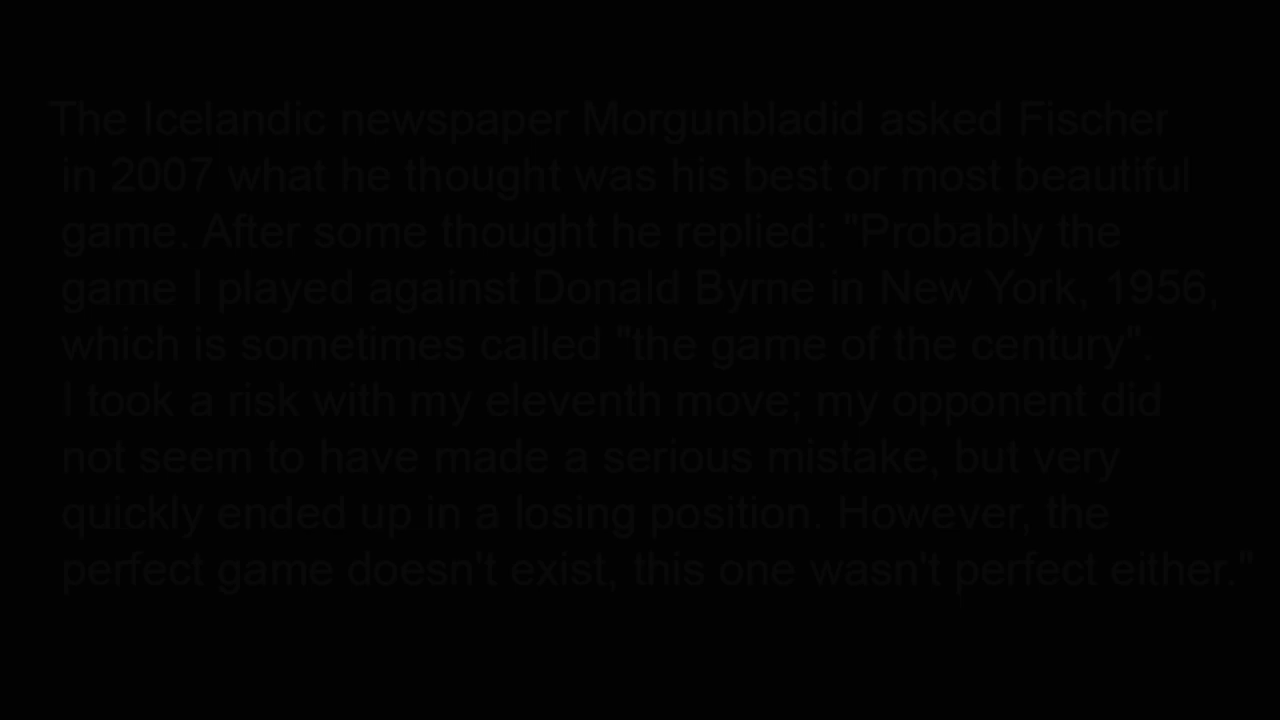 The Icelandic newspaper Morgunbladid asked Fischer
in 2007 what he thought was his best or most beautiful
game. After some thought he replied: "Probably the
game I played against Donald Byrne in New York, 1956,
which is sometimes called "the game of the century".
I took a risk with my eleventh move; my opponent did
not seem to have made a serious mistake, but very
quickly ended up in a losing position. However, the
perfect game doesn't exist, this one wasn't perfect either."